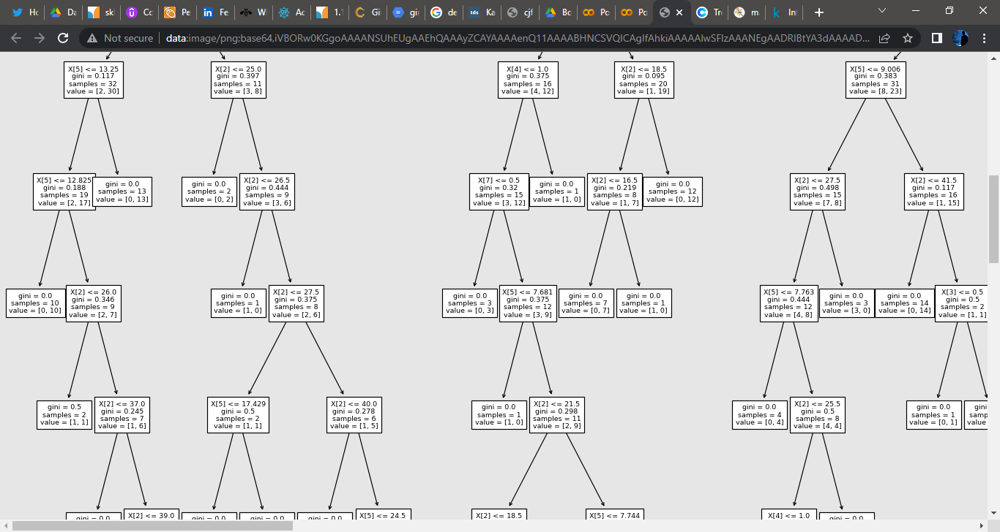 Hc
Da
sk
Cc
Pe
Fe
W
Ac
1.1
Gi
gir
de
tds Ka
cjf
Bc
Po
Po
Tr
m
In
Not secure data:image/png;base64,iVBORw0KGgoAAAANSUhEUgAAEhQAAAyZCAYAAAAenQ11AAAABHNCSVQICAgIfAhkiAAAAAlwSFlzAAANEgAADRIBtYA3dAAAAD...
X[5] <= 13.25
gini = 0.117
samples = 32
value = [2, 30]
X[2] <= 25.0
gini = 0.397
samples = 11
value = [3, 8]
X[4] <= 1.0
gini = 0.375
samples = 16
value = [4, 12]
X[2] <= 18.5
gini = 0.095
samples = 20
value = [1, 19]
X[5] <= 9.006
gini = 0.383
samples = 31
value = [8, 23]
X[5] <= 12.825
gini = 0.188
samples = 19
value = [2, 17]
gini = 0.0
samples = 13
value = [0, 13]
gini = 0.0
samples = 2
value = [0, 2]
X[2] <= 26.5
gini = 0.444
samples = 9
value = [3, 6]
X[7] <= 0.5
gini = 0.32
samples = 15
value = [3, 12]
gini = 0.0
samples = 1
value = [1, 0]
X[2] <= 16.5
gini = 0.219
samples = 8
value = [1, 7]
gini = 0.0
samples = 12
value = [0, 12]
X[2] <= 27.5
gini = 0.498
samples = 15
value = [7, 8]
X[2] <= 41.5
gini = 0.117
samples = 16
value = [1, 15]
gini = 0.0
samples = 10
value = [0, 10]
X[2] <= 26.0
gini = 0.346
samples = 9
value = [2, 7]
gini = 0.0
samples = 1
value = [1, 0]
X[2] <= 27.5
gini = 0.375
samples = 8
value = [2, 6]
gini = 0.0
samples = 3
value = [0, 3]
X[5] <= 7.681
gini = 0.375
samples = 12
value = [3, 9]
gini = 0.0
samples = 7
value = [0, 7]
gini = 0.0
samples = 1
value = [1, 0]
X[5] <= 7.763
gini = 0.444
samples = 12
value = [4, 8]
gini = 0.0
samples = 3
value = [3, 0]
gini = 0.0
samples = 14
value = [0, 14]
X[3] <= 0.5
gini = 0.5
samples = 2
value = [1, 1]
gini = 0.5
samples = 2
value = [1, 1]
X[2] <= 37.0
gini = 0.245
samples = 7
value = [1, 6]
X[5] <= 17.429
gini = 0.5
samples = 2
value = [1, 1]
X[2] <= 40.0
gini = 0.278
samples = 6
value = [1, 5]
gini = 0.0
samples = 1
value = [1, 0]
X[2] <= 21.5
gini = 0.298
samples = 11
value = [2, 9]
gini = 0.0
samples = 4
value = [0, 4]
X[2] <= 25.5
gini = 0.5
samples = 8
value = [4, 4]
gini = 0.0
samples = 1
value = [0, 1]
gini
samp
value
gini = 0.0
X[2] <= 39.0
gini = 0.0
gini = 0.0
gini = 0.0
X[5] <= 24.5
X[2] <= 18.5
X[5] <= 7.744
X[4] <= 1.0
gini = 0.0